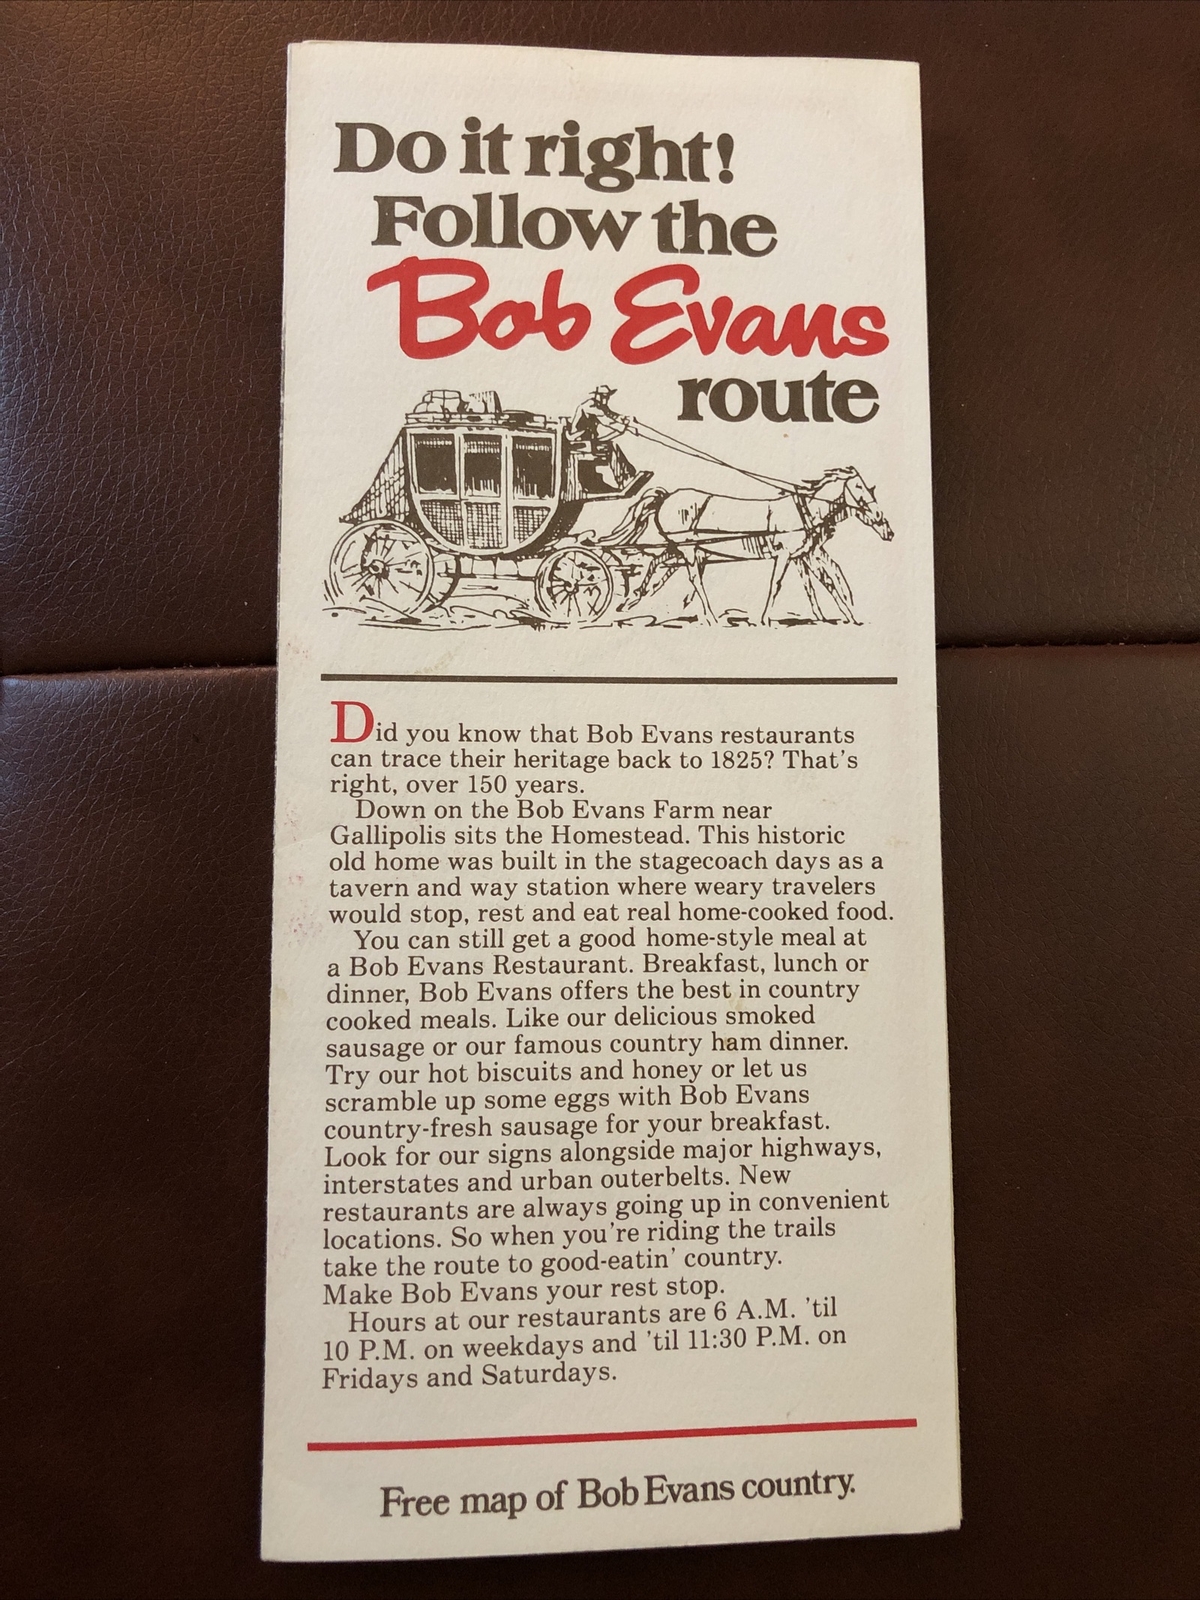 Do it right!
Follow the
Bob Evans
route
Did you know that Bob Evans restaurants
can trace their heritage back to 1825? That's
right, over 150 years.
Down on the Bob Evans Farm near
Gallipolis sits the Homestead. This historic
old home was built in the stagecoach days as a
tavern and way station where weary travelers
would stop, rest and eat real home-cooked food.
You can still get a good home-style meal at
a Bob Evans Restaurant. Breakfast, lunch or
dinner, Bob Evans offers the best in country
cooked meals. Like our delicious smoked
sausage or our famous country ham dinner.
Try our hot biscuits and honey or let us
scramble up some eggs with Bob Evans
country-fresh sausage for your breakfast.
Look for our signs alongside major highways,
interstates and urban outerbelts. New
restaurants are always going up in convenient
locations. So when you're riding the trails
take the route to good-eatin' country.
Make Bob Evans your rest stop.
Hours at our restaurants are 6 A.M. 'til
10 P.M. on weekdays and 'til 11:30 P.M. on
Fridays and Saturdays.
Free map of Bob Evans country.